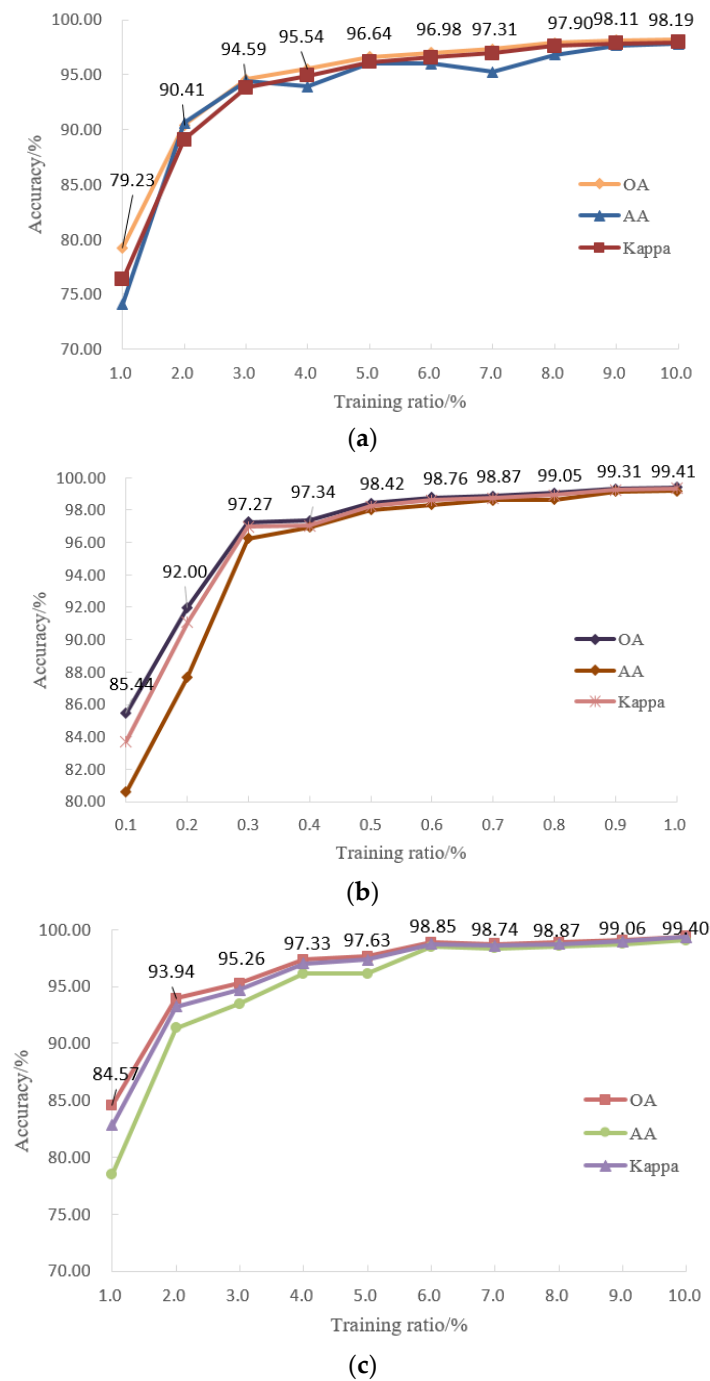 100.00
95.00
90.00
85.00
80.00
75.00
70.00
Accuracy/%
79.23
90.41
94.59
95.54
96.64
96.98
97.31
97.90
98.11
98.19
OA
AA
Kappa
1.0 2.0 3.0 4.0 5.0 6.0 7.0 8.0 9.0 10.0
Training ratio/%
(a)
100.00
98.00
96.00
94.00
92.00
90.00
88.00
86.00
84.00
82.00
80.00
Accuracy/%
85.44
92.00
97.27
97.34
98.42
98.76
98.87
99.05
99.31
99.41
OA
AA
Kappa
0.1 0.2 0.3 0.4 0.5 0.6 0.7 0.8 0.9 1.0
Training ratio/%
(b)
100.00
95.00
90.00
85.00
80.00
75.00
70.00
Accuracy/%
84.57
93.94
95.26
97.33
97.63
98.85
98.74
98.87
99.06
99.40
OA
AA
Kappa
1.0 2.0 3.0 4.0 5.0 6.0 7.0 8.0 9.0 10.0
Training ratio/%
(c)